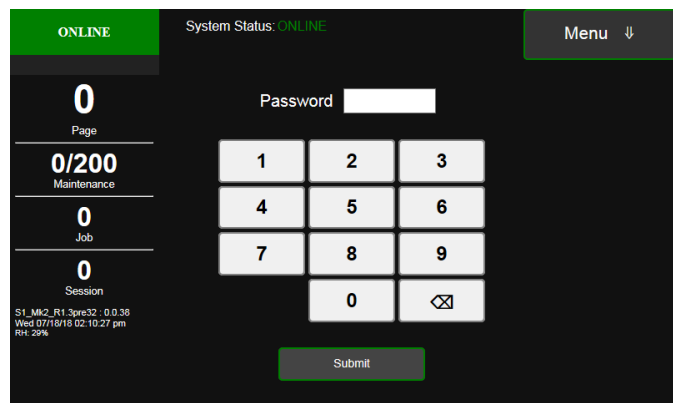 ONLINE
System Status: ONLINE
Menu ⇓
0
Page
0/200
Maintenance
0
Job
0
Session
S1_Mk2_R1.3pre32 : 0.0.38
Wed 07/18/18 02:10:27 pm
RH: 29%
Password
1 2 3
4 5 6
7 8 9
0 ⌫
Submit